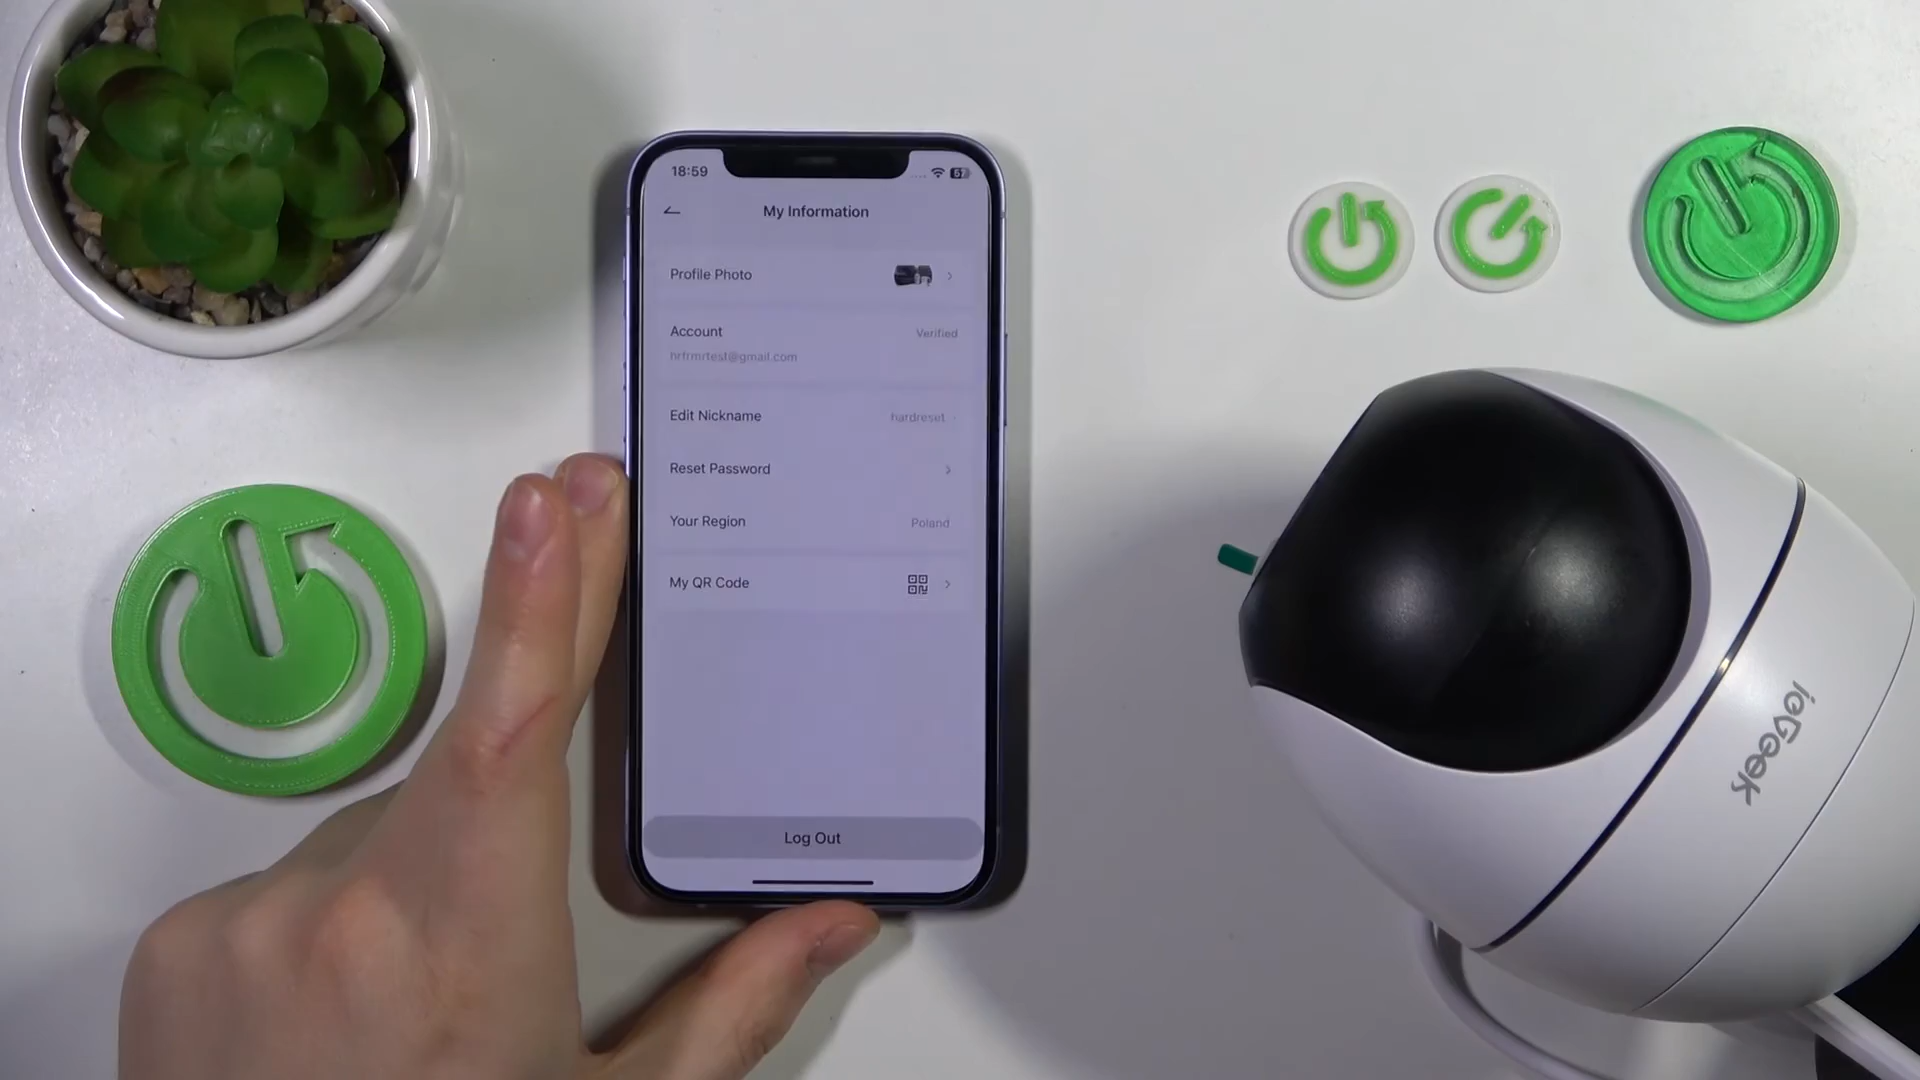 18:59
57
My Information
Profile Photo
Account
Verified
hrfrmrtest@gmail.com
Edit Nickname
hardreset
Reset Password
Your Region
Poland
My QR Code
Log Out
ioGeek